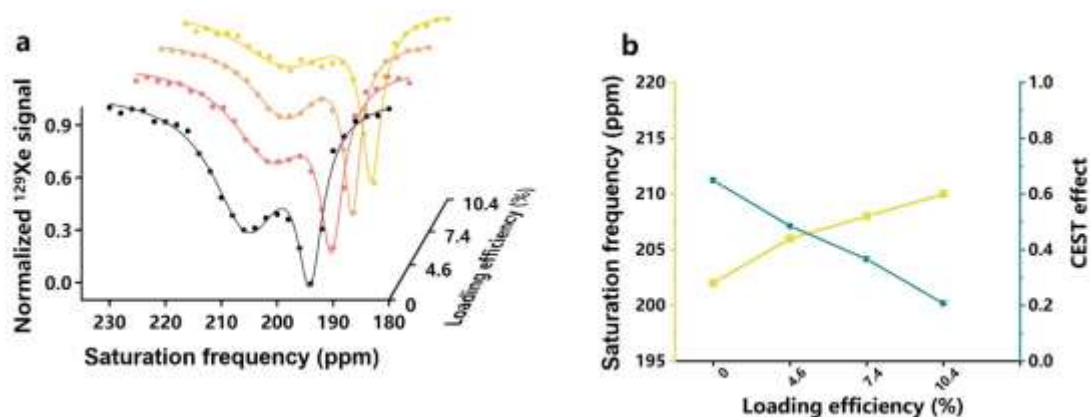 a
Normalized ¹²⁹Xe signal
0.9
0.6
0.3
0.0
230 220 210 200 190 180
Saturation frequency (ppm)
0
4.6
7.4
10.4
Loading efficiency (%)
b
Saturation frequency (ppm)
220
215
210
205
200
195
0 4.6 7.4 10.4
Loading efficiency (%)
1.0
0.8
0.6
0.4
0.2
0.0
CEST effect